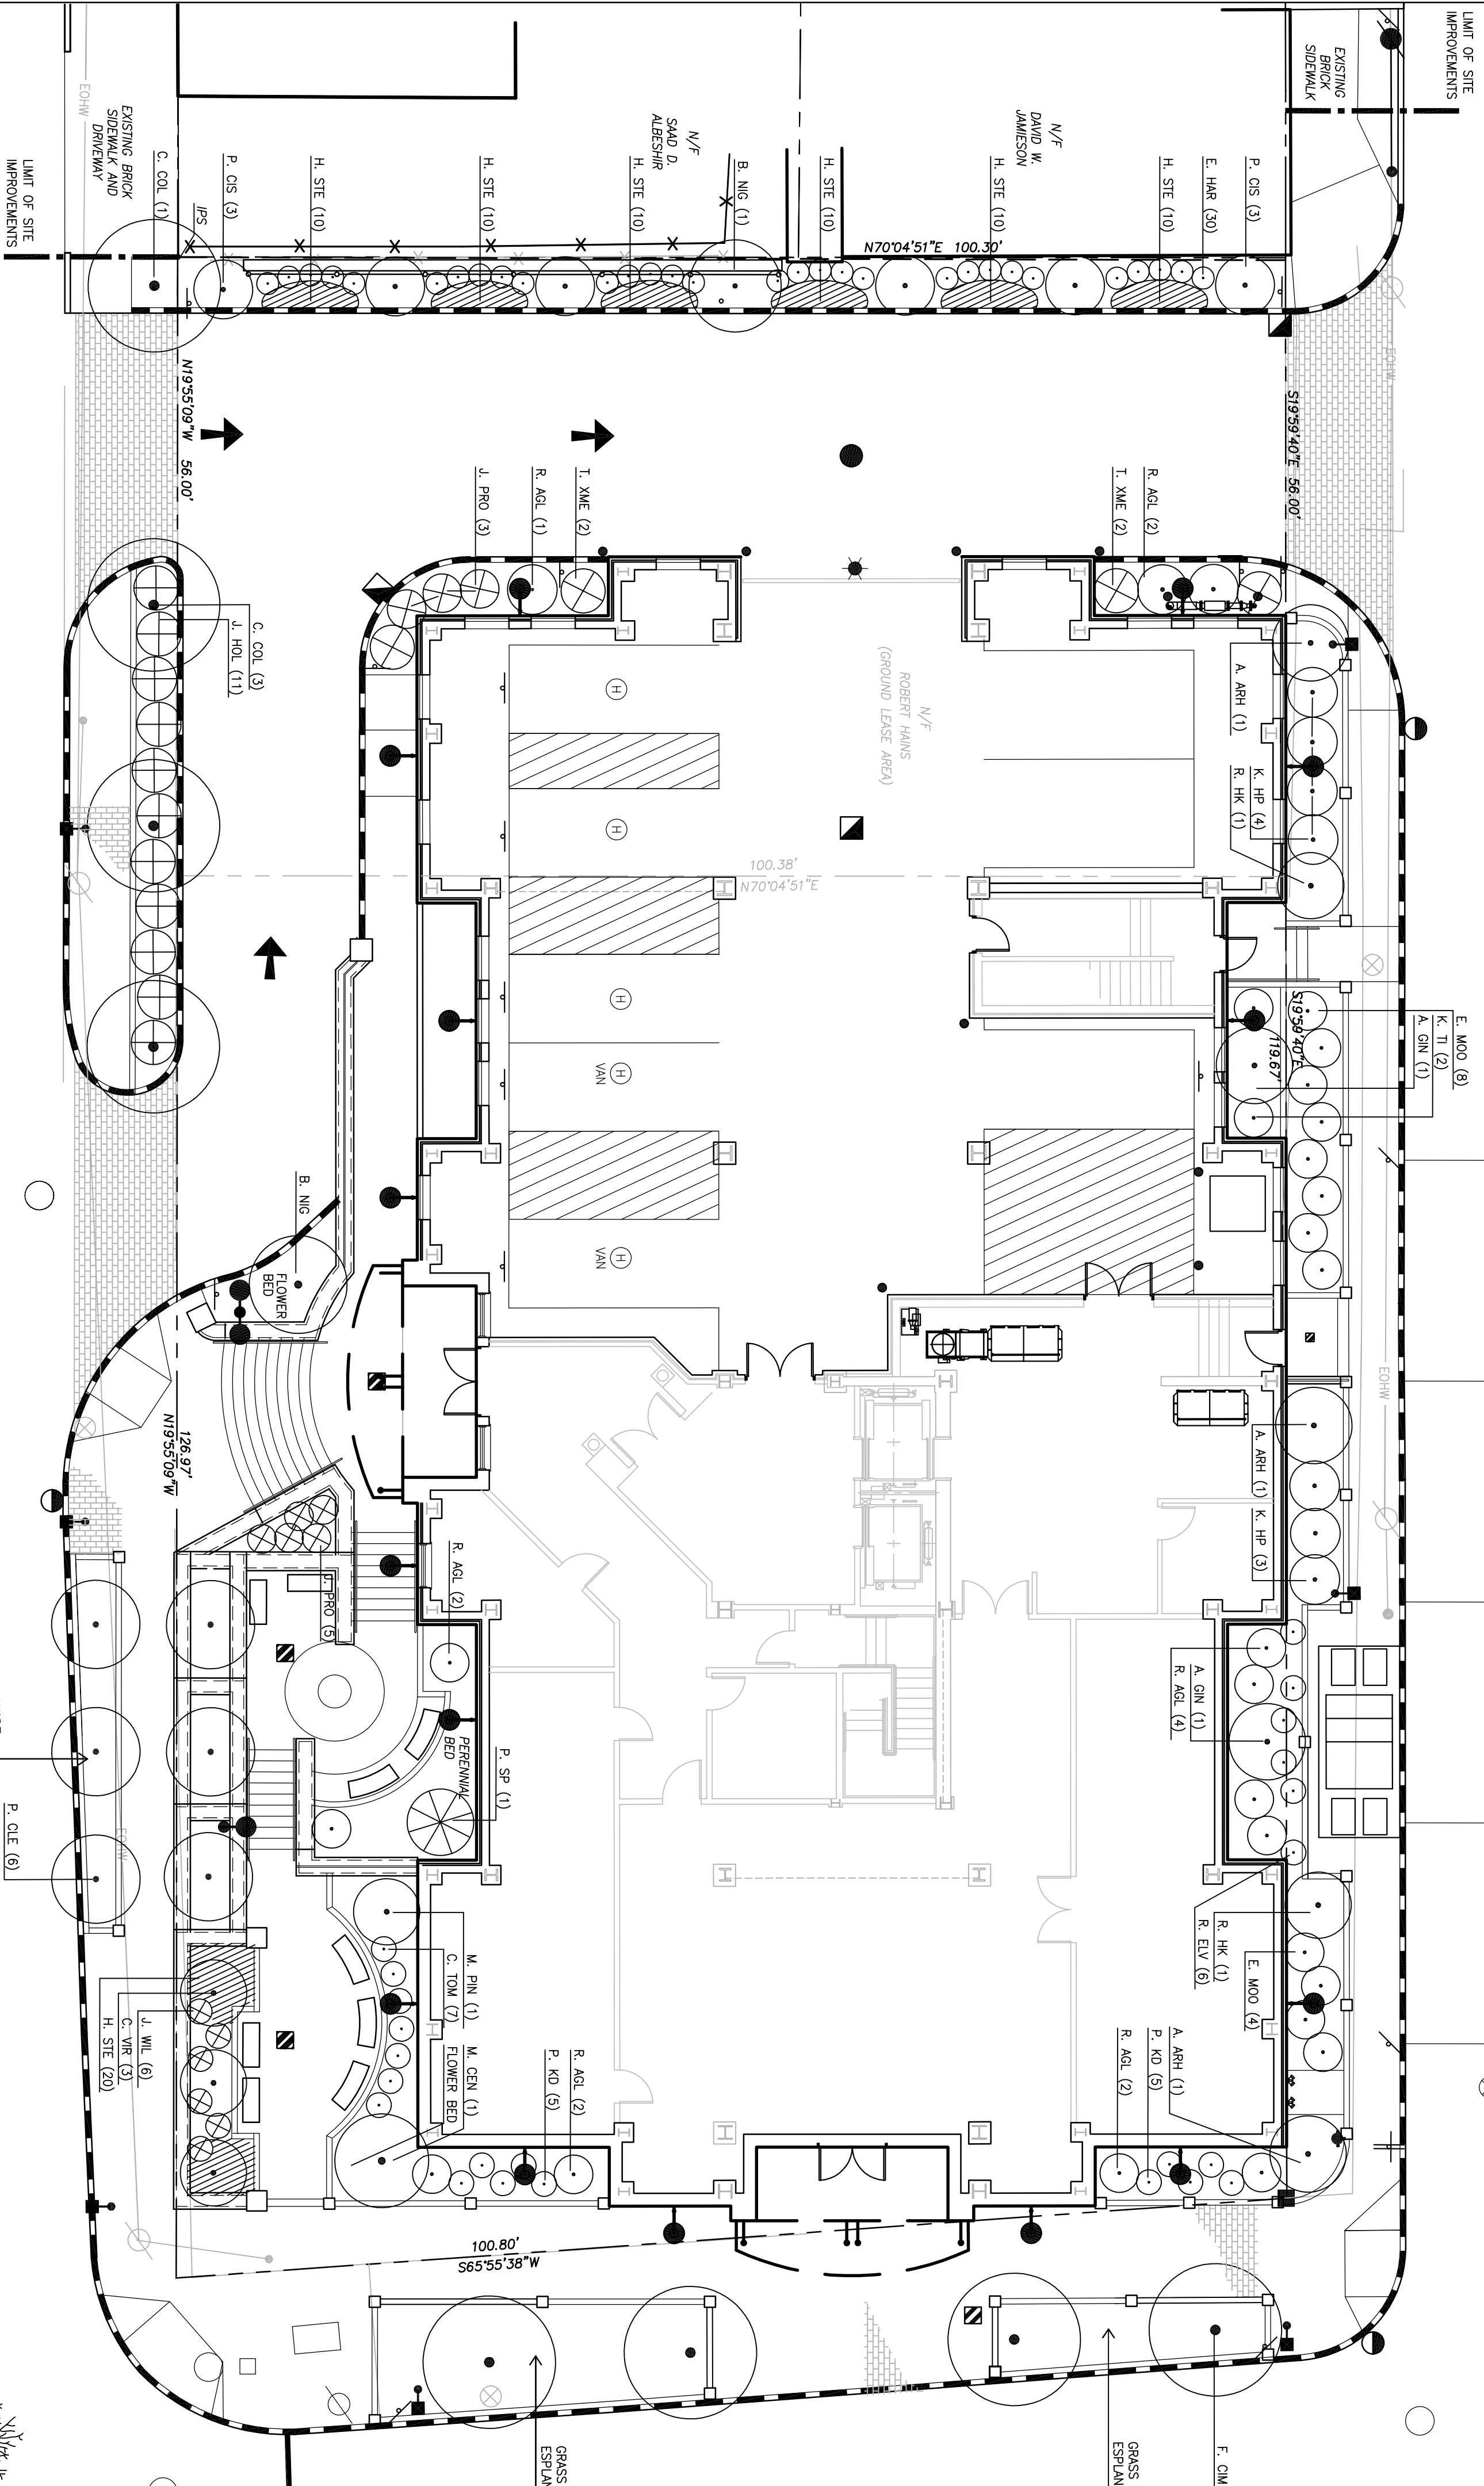 LIMIT OF SITE
IMPROVEMENTS
EXISTING
BRICK
SIDEWALK
N/F
DAVID W.
JAMIESON
N/F
SAAD D.
ALBESHIR
EOHW
EXISTING BRICK
SIDEWALK AND
DRIVEWAY
LIMIT OF SITE
IMPROVEMENTS
P. CIS (3)
E. HAR (30)
H. STE (10)
H. STE (10)
H. STE (10)
B. NIG (1)
H. STE (10)
H. STE (10)
H. STE (10)
P. CIS (3)
C. COL (1)
IPS
N70°04'51"E 100.30'
EOHW
S19°59'40"E 56.00'
N19°55'09"W 56.00'
R. AGL (2)
T. XME (2)
T. XME (2)
R. AGL (1)
J. PRO (3)
C. COL (3)
J. HOL (11)
N/F
ROBERT HAINS
(GROUND LEASE AREA)
A. ARH (1)
K. HP (4)
R. HK (1)
H
H
100.38'
N70°04'51"E
H
H
VAN
H
VAN
E. MOO (8)
K. TI (2)
A. GIN (1)
S19°59'40"E
119.67'
B. NIG
FLOWER
BED
126.97'
N19°55'09"W
EOHW
A. ARH (1)
K. HP (3)
R. AGL (2)
J. PRO (5)
PERENNIAL
BED
P. SP (1)
A. GIN (1)
R. AGL (4)
R. HK (1)
R. ELV (6)
E. MOO (4)
EOHW
P. CLE (6)
M. PIN (1)
C. TOM (7)
M. CEN (1)
FLOWER BED
J. WIL (6)
C. VIR (3)
H. STE (20)
R. AGL (2)
P. KD (5)
A. ARH (1)
P. KD (5)
R. AGL (2)
100.80'
S65°55'38"W
F. CIM
GRASS
ESPLAN
GRASS
ESPLAN